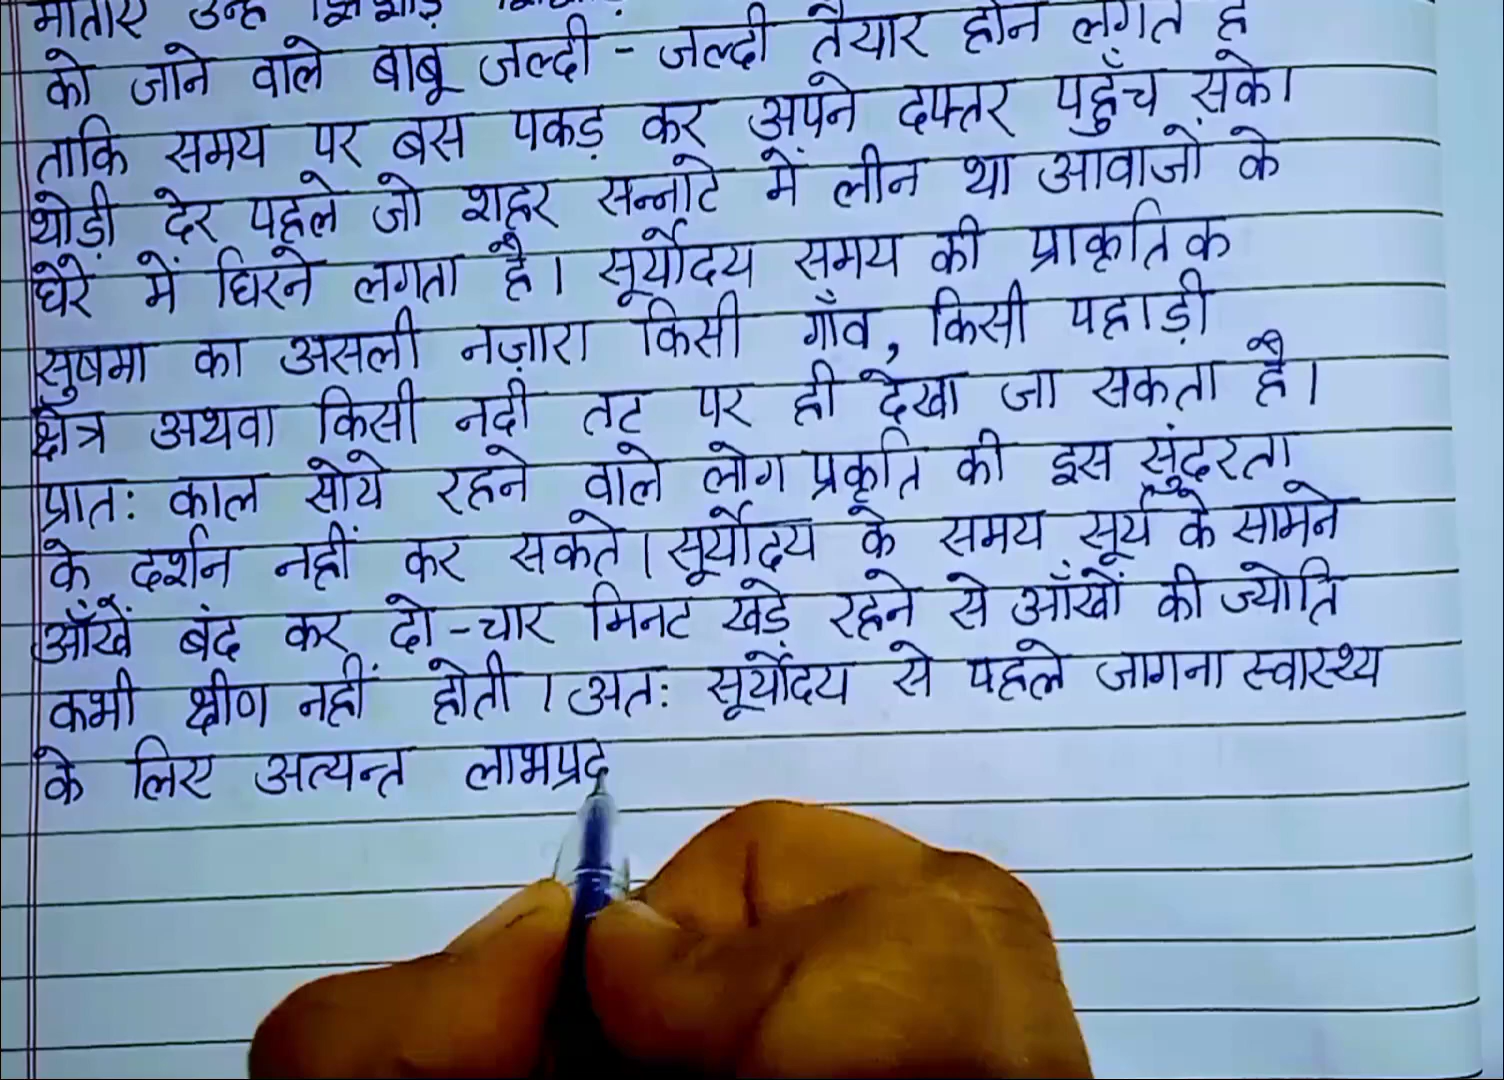 माताएँ उन्हें
को जाने वाले बाबू जल्दी - जल्दी तैयार होने लगते हैं
ताकि समय पर बस पकड़ कर अपने दफ्तर पहुँच सके।
थोड़ी देर पहले जो शहर सन्नाटे में लीन था आवाजों के
घेरे में घिरने लगता है। सूर्योदय समय की प्राकृतिक
सुषमा का असली नज़ारा किसी गाँव, किसी पहाड़ी
क्षेत्र अथवा किसी नदी तट पर ही देखा जा सकता है।
प्रात: काल सोये रहने वाले लोग प्रकृति की इस सुंदरता
के दर्शन नहीं कर सकते। सूर्योदय के समय सूर्य के सामने
आँखें बंद कर दो -चार मिनट खड़े रहने से आँखों की ज्योति
कभी क्षीण नहीं होती। अत: सूर्योदय से पहले जागना स्वास्थ्य
के लिए अत्यन्त लाभप्रद